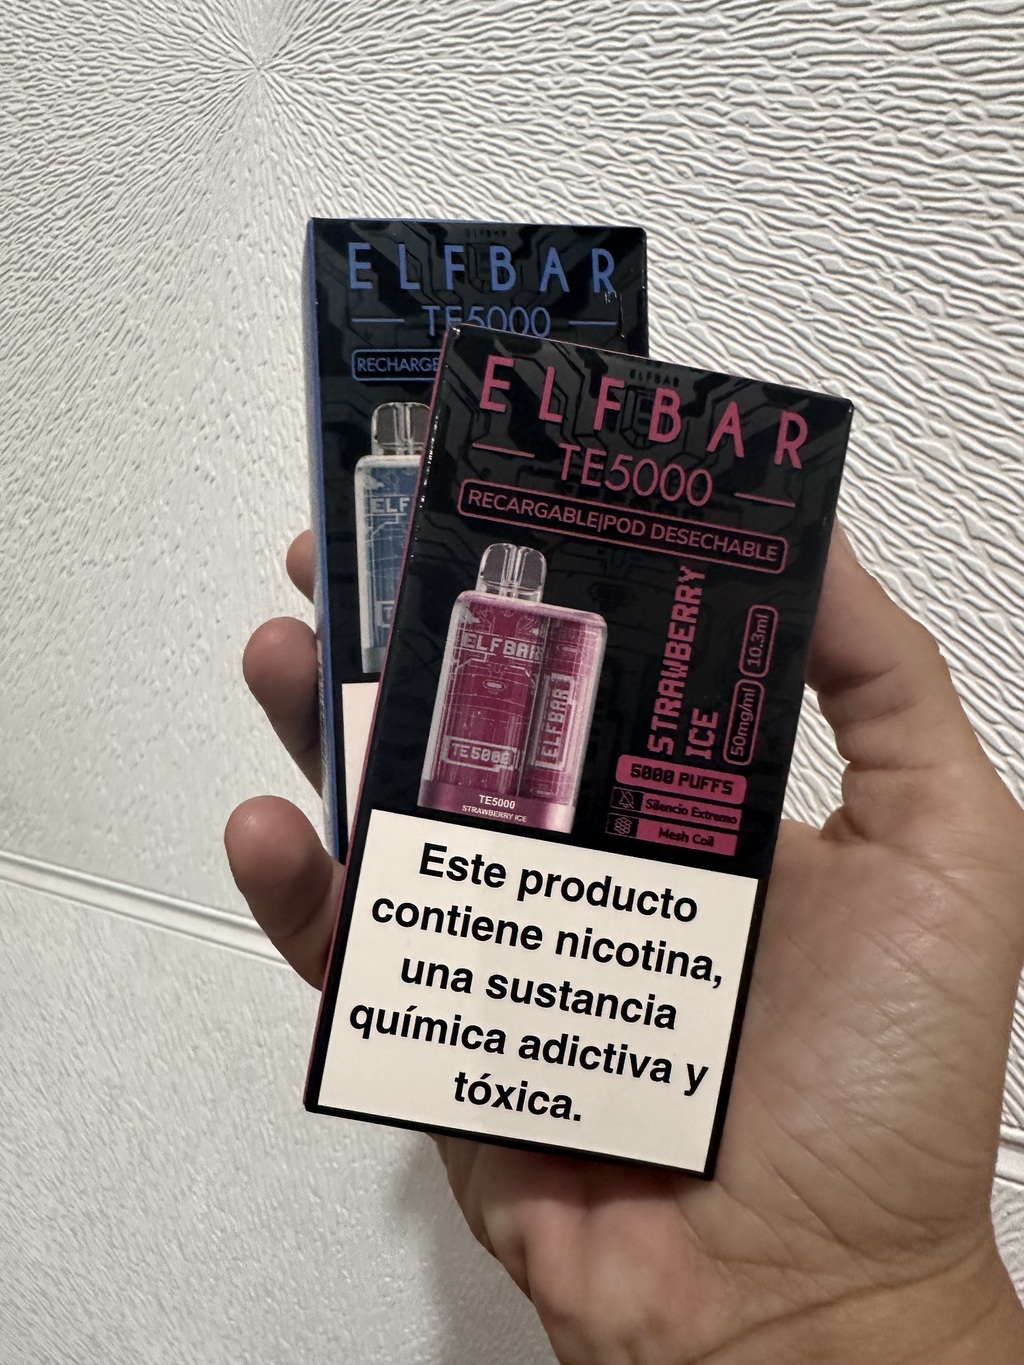 ELFBAR
TE5000
ELFBAR
ELFBAR
TE5000
RECARGABLE|POD DESECHABLE
STRAWBERRY
ICE
10.3ml
50mg/ml
ELFBAR
ELFBAR
TE5000
TE5000
STRAWBERRY ICE
5000 PUFFS
Silencio Extremo
Mesh Coil
Este producto
contiene nicotina,
una sustancia
química adictiva y
tóxica.